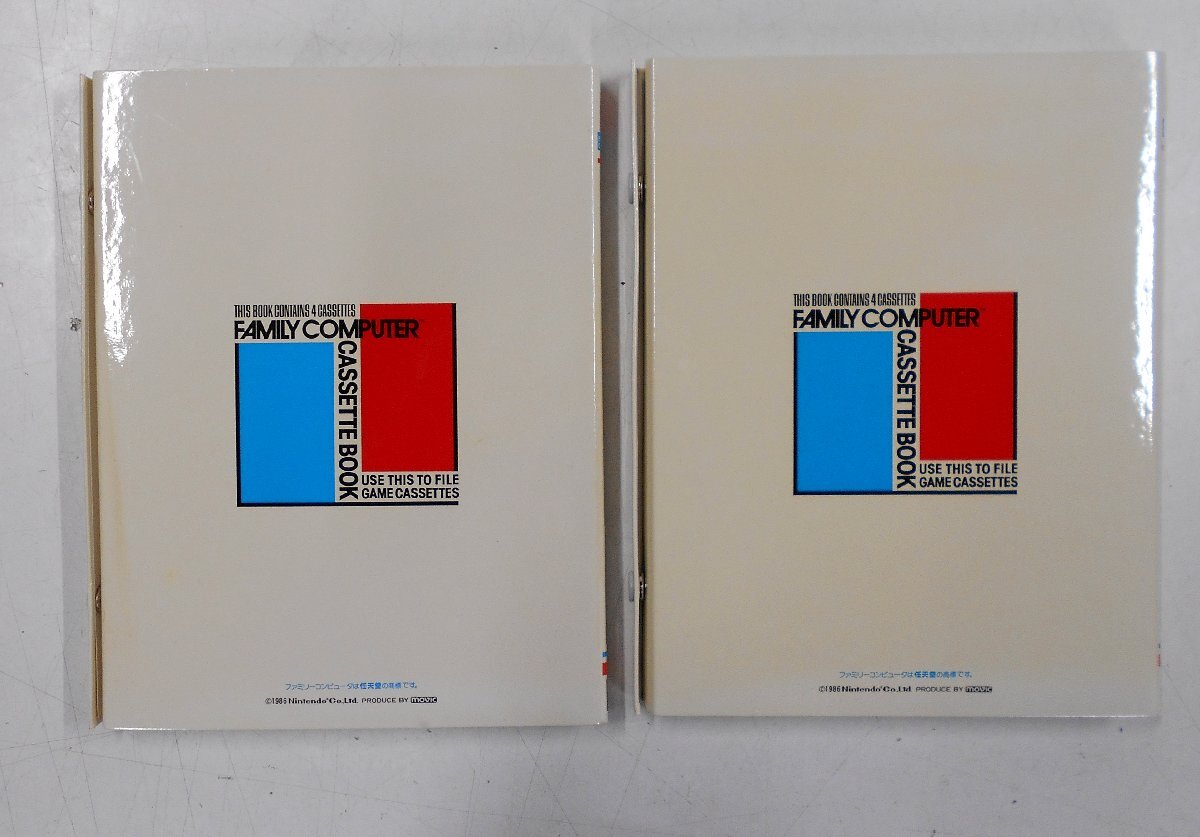 THIS BOOK CONTAINS 4 CASSETTES
FAMILY COMPUTER
CASSETTE BOOK
USE THIS TO FILE
GAME CASSETTES
ファミリーコンピュータは任天堂の商標です。
©1986 Nintendo Co., Ltd. PRODUCE BY movic
THIS BOOK CONTAINS 4 CASSETTES
FAMILY COMPUTER
CASSETTE BOOK
USE THIS TO FILE
GAME CASSETTES
ファミリーコンピュータは任天堂の商標です。
©1986 Nintendo Co., Ltd. PRODUCE BY movic